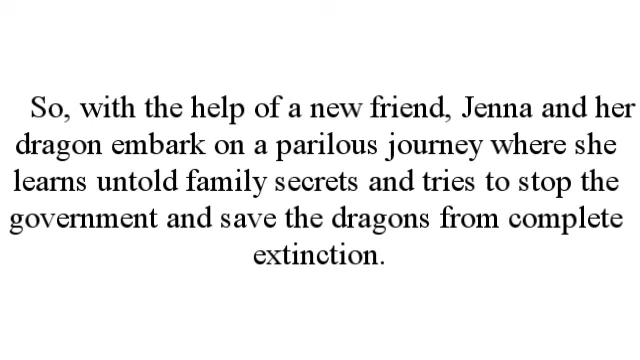 So, with the help of a new friend, Jenna and her
dragon embark on a parilous journey where she
learns untold family secrets and tries to stop the
government and save the dragons from complete
extinction.